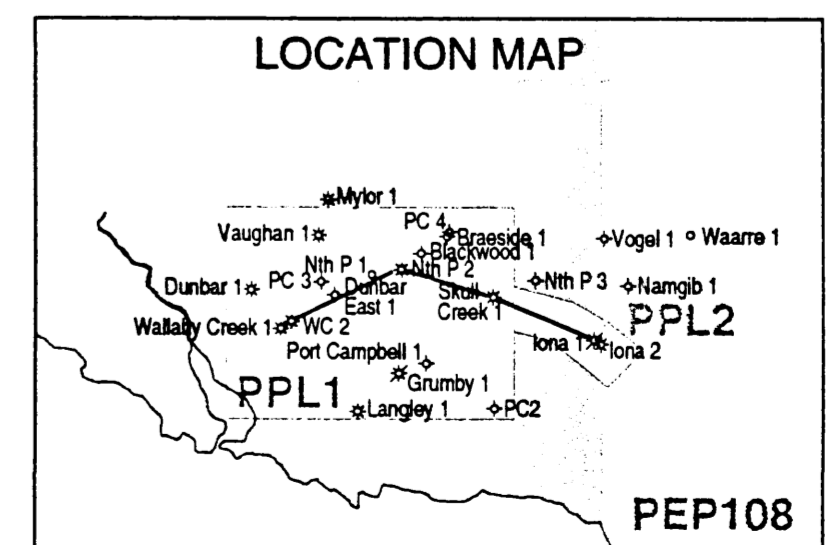 LOCATION MAP
Mylor 1
Vaughan 1
PC 4
Braeside 1
Blackwood 1
Vogel 1
Waarre 1
Nth P 1
Nth P 2
Dunbar 1
PC 3
Dunbar
East 1
Skull
Creek 1
Nth P 3
Namgib 1
Wallaby Creek 1
WC 2
PPL2
Port Campbell 1
Iona 1
Iona 2
Grumby 1
PPL1
Langley 1
PC2
PEP108